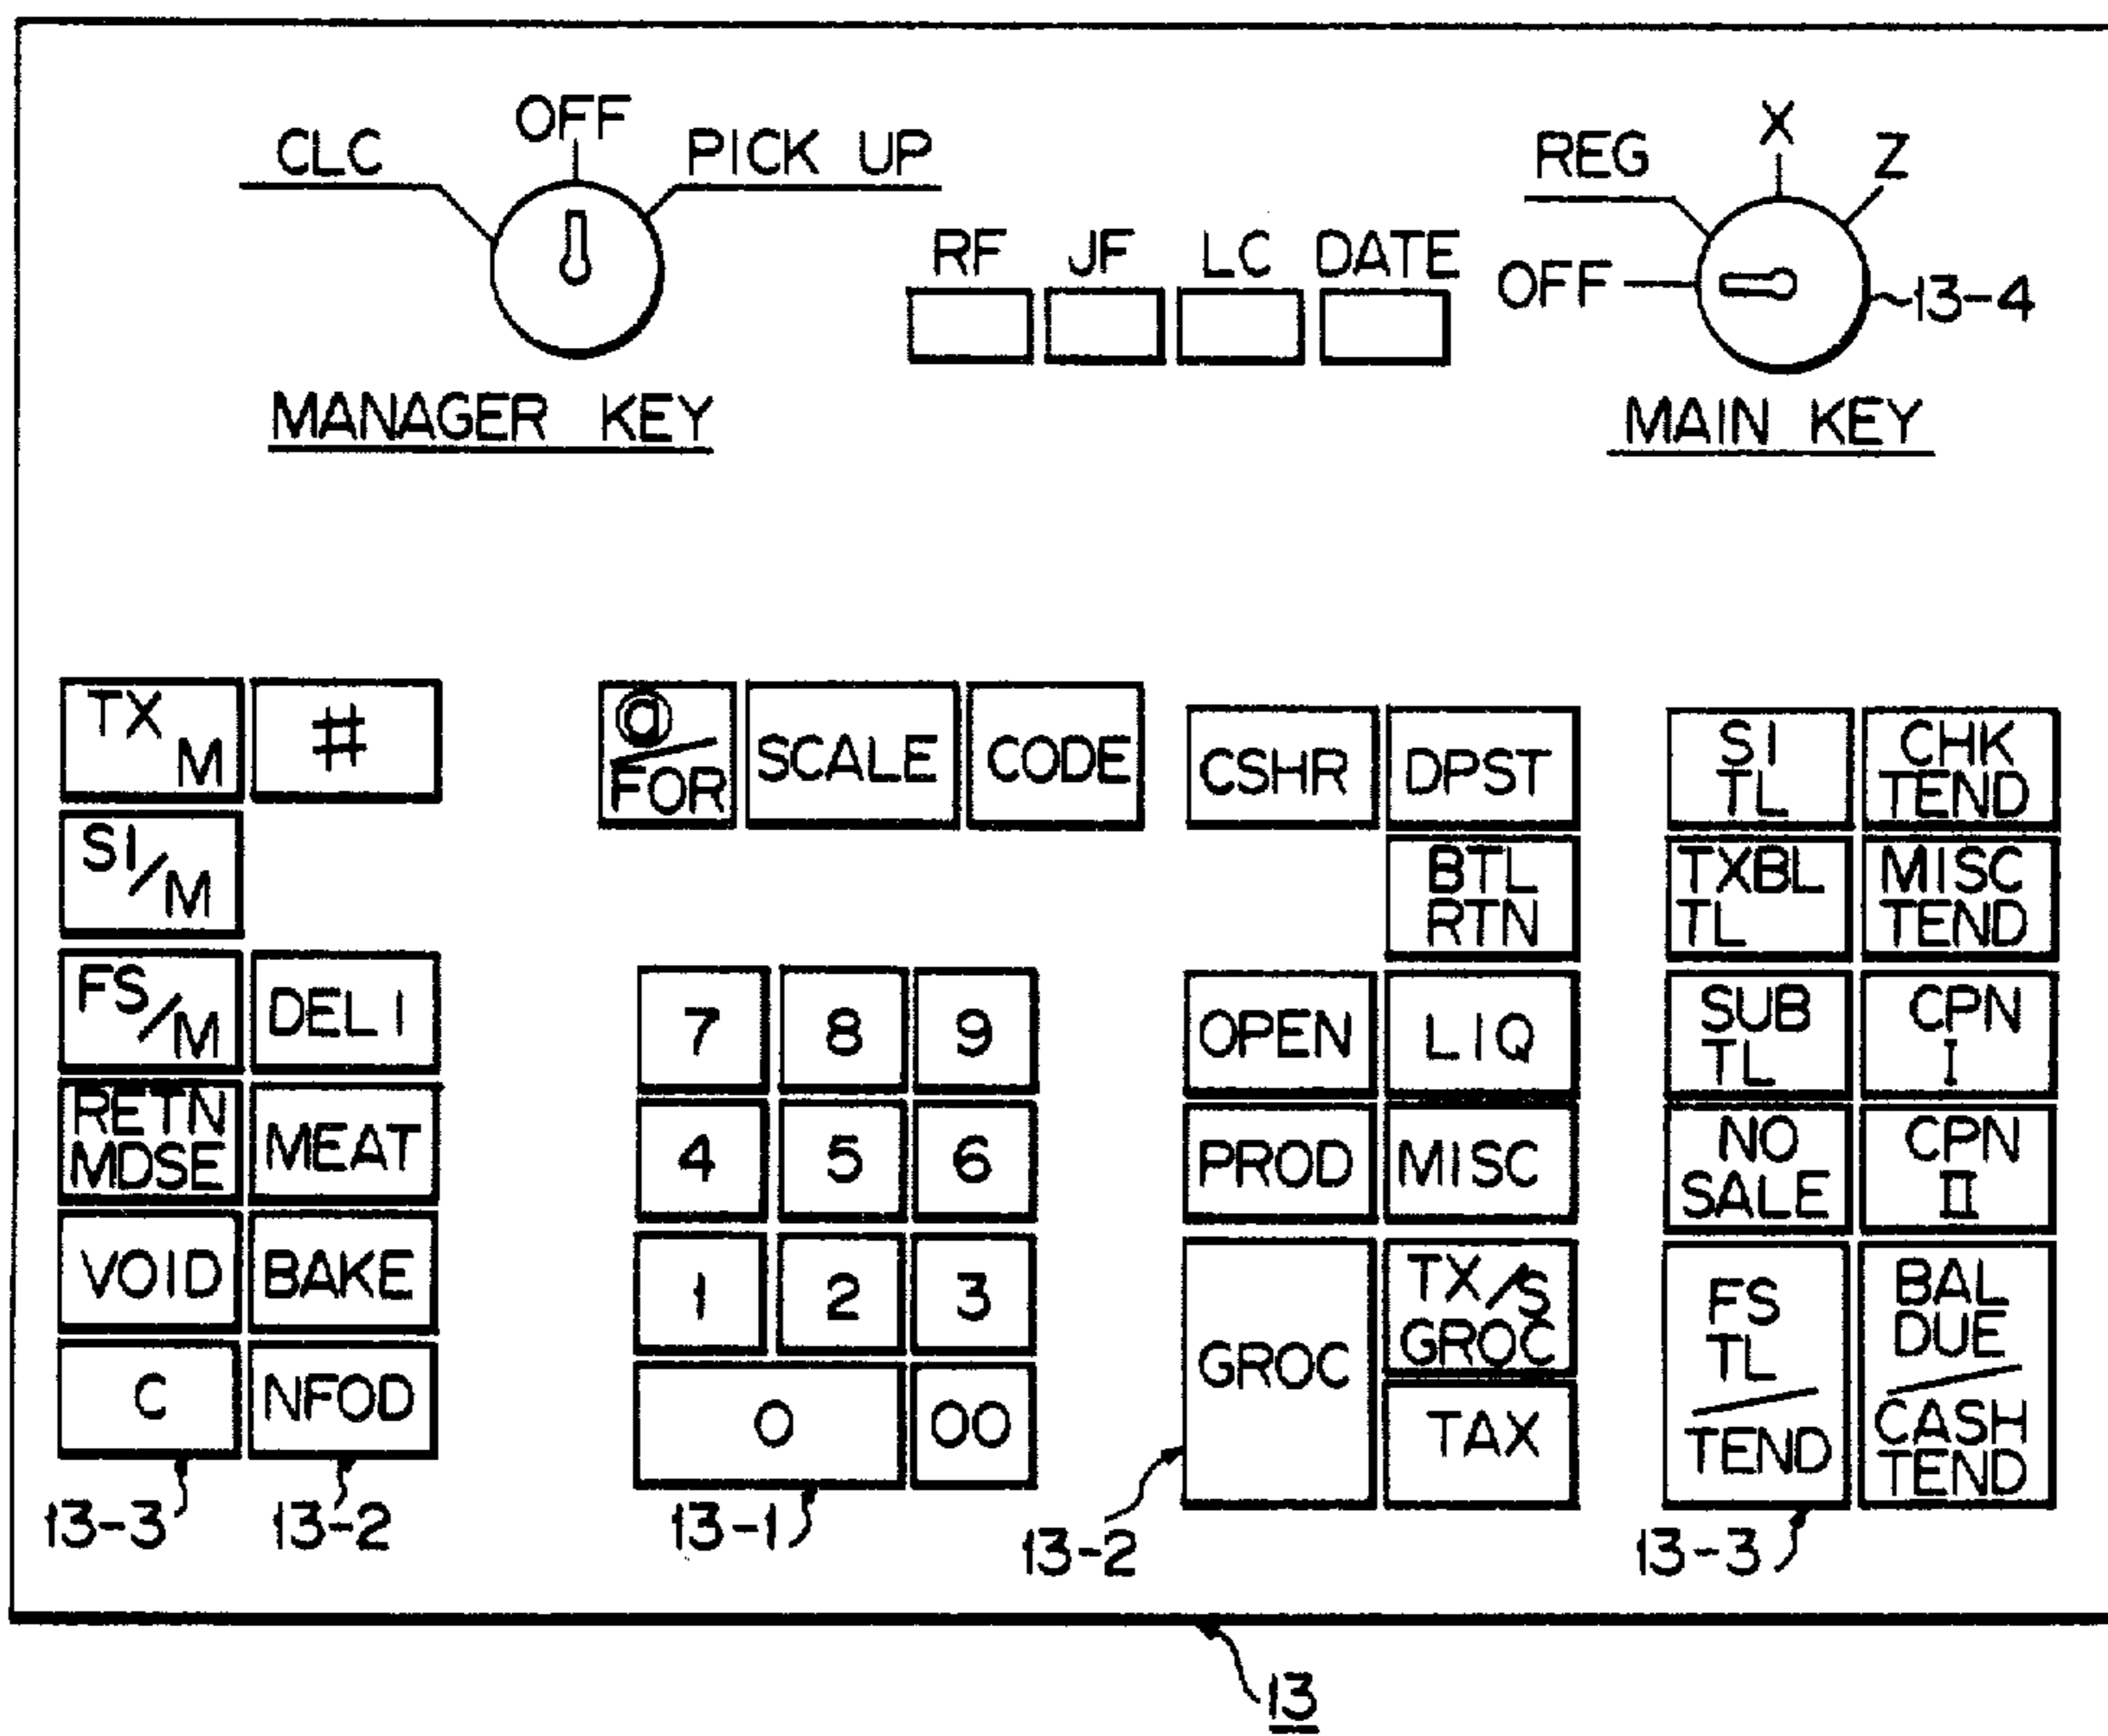 OFF
CLC
PICK UP
X
REG
Z
RF JF LC DATE
OFF
13-4
MANAGER KEY
MAIN KEY
TX M
#
SI/M
FS/M
DELI
RETN
MDSE
MEAT
VOID
BAKE
C
NFOD
13-3
13-2
@/
FOR
SCALE
CODE
7 8 9
4 5 6
1 2 3
0 00
13-1
CSHR
DPST
BTL
RTN
OPEN
LIQ
PROD
MISC
GROC
TX/S
GROC
TAX
13-2
SI
TL
CHK
TEND
TXBL
TL
MISC
TEND
SUB
TL
CPN
I
NO
SALE
CPN
II
FS
TL
/
TEND
BAL
DUE
/
CASH
TEND
13-3
13